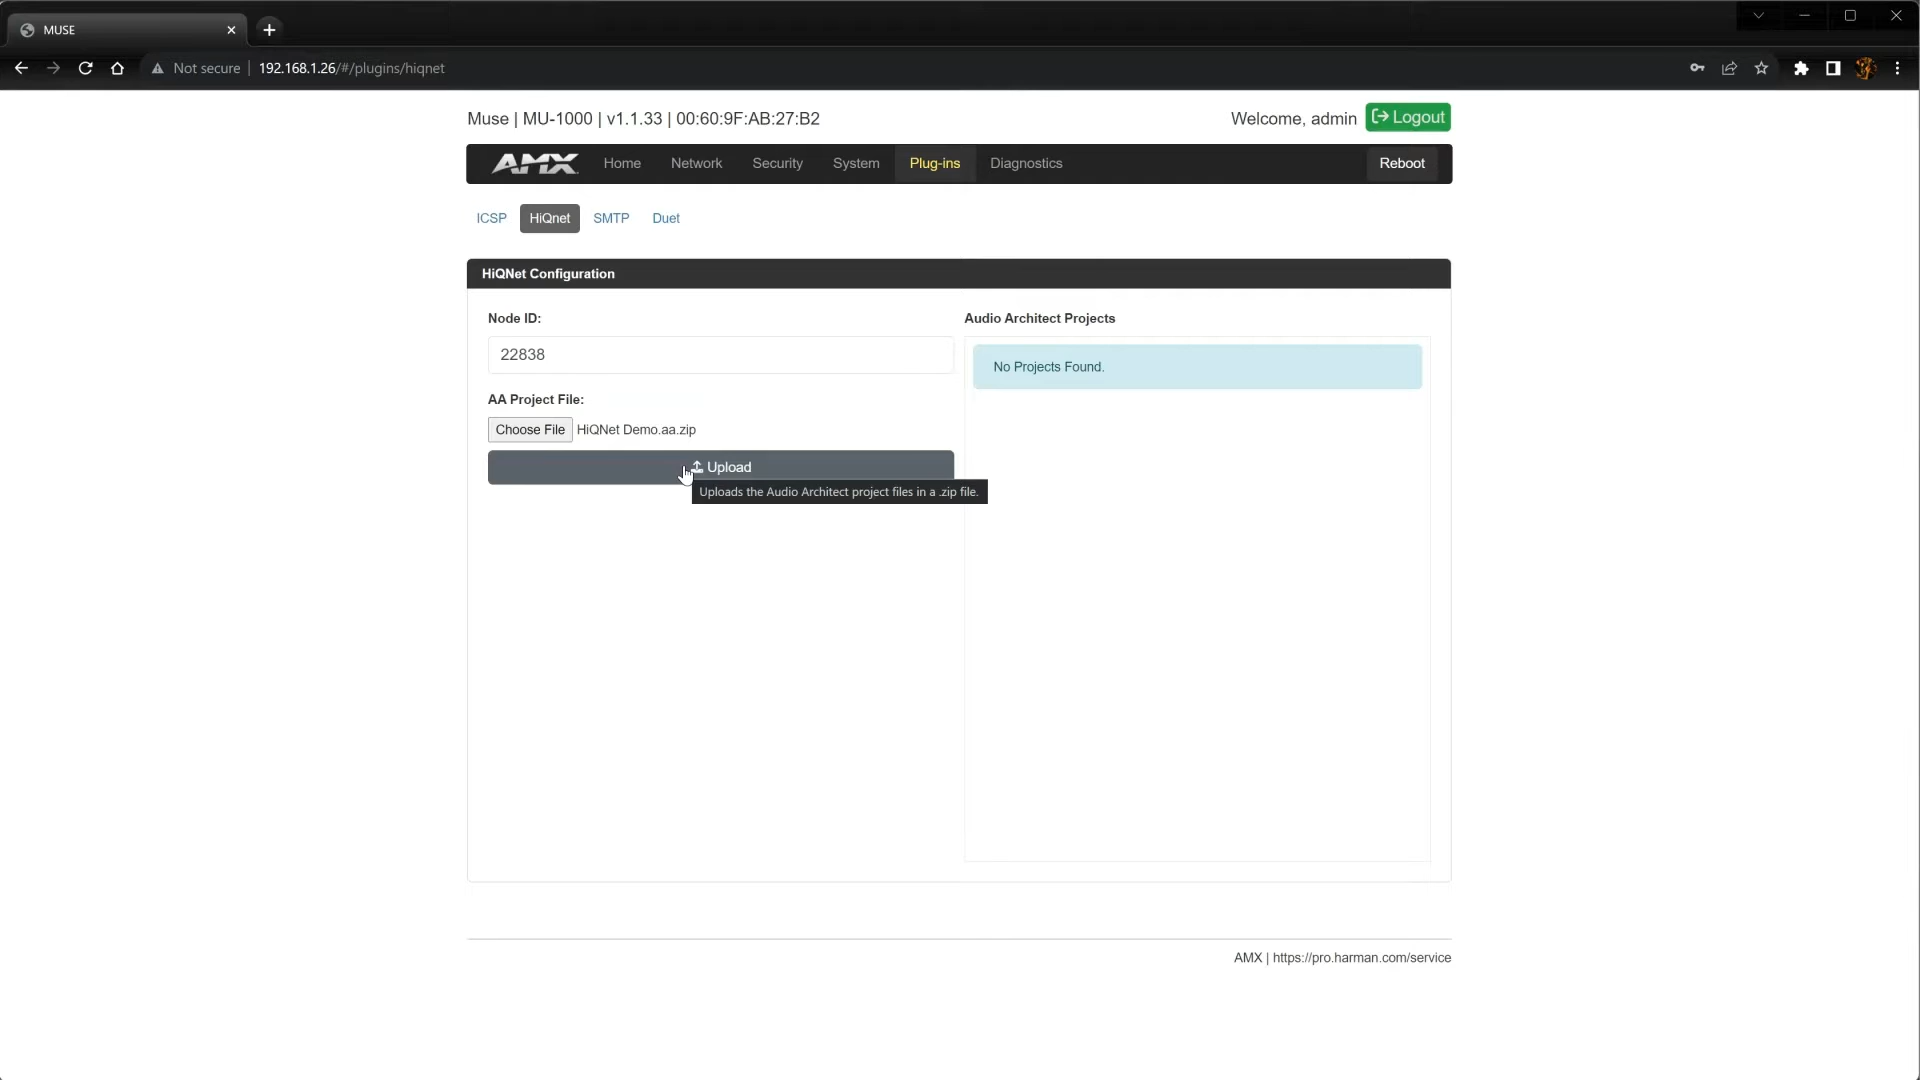 MUSE
Not secure | 192.168.1.26/#/plugins/hiqnet
Muse | MU-1000 | v1.1.33 | 00:60:9F:AB:27:B2
Welcome, admin Logout
AMX Home Network Security System Plug-ins Diagnostics Reboot
ICSP HiQnet SMTP Duet
HiQNet Configuration
Node ID:
22838
AA Project File:
Choose File HiQNet Demo.aa.zip
Upload
Uploads the Audio Architect project files in a .zip file.
Audio Architect Projects
No Projects Found.
AMX | https://pro.harman.com/service